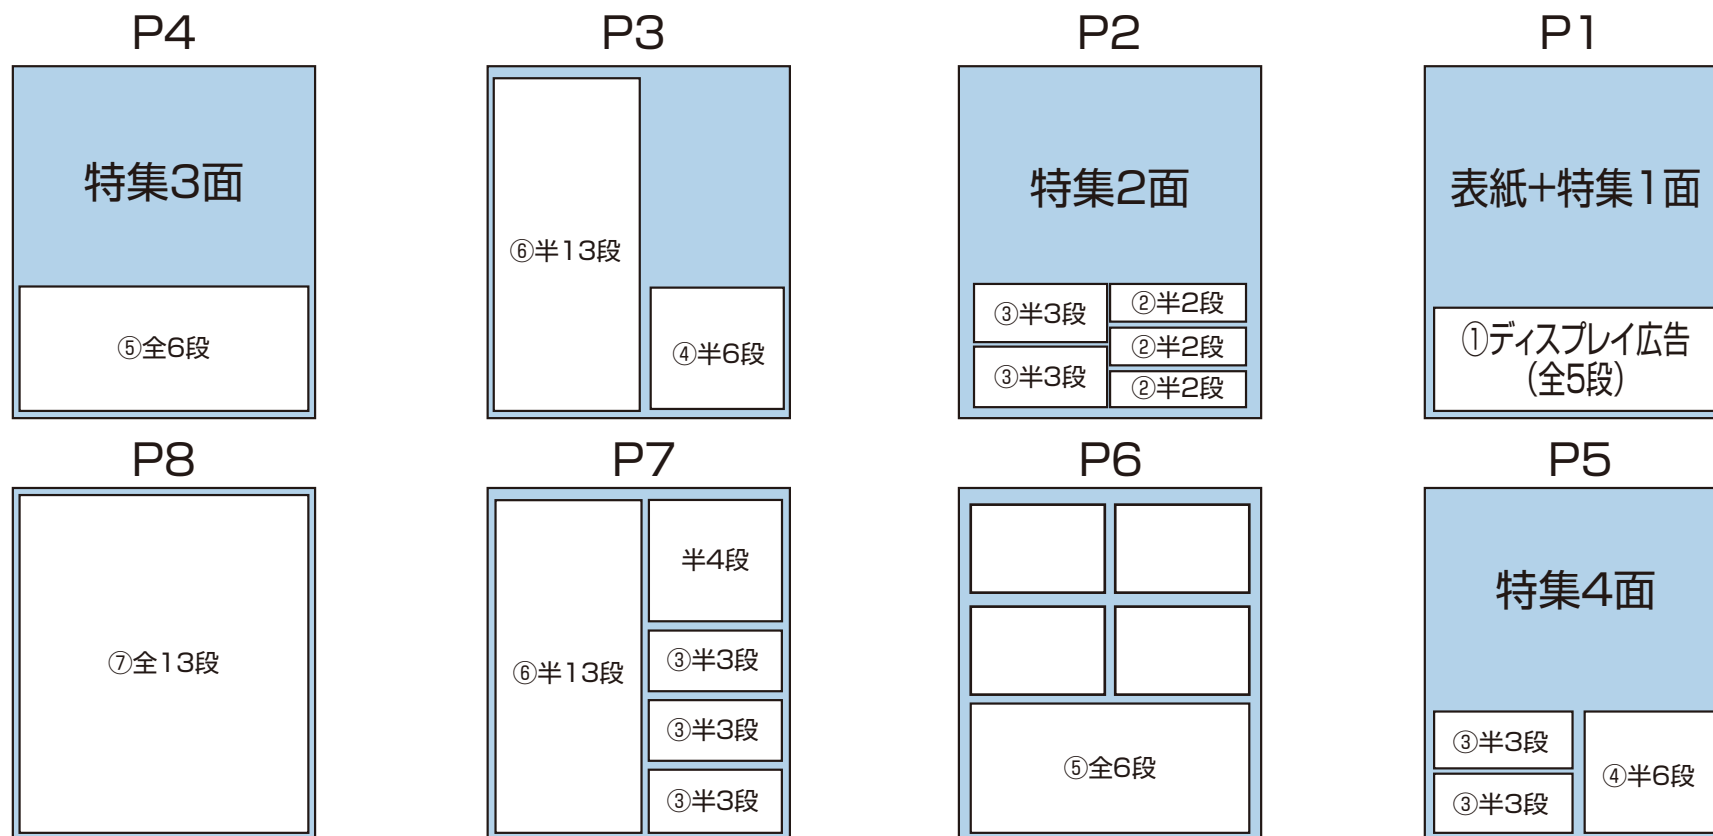 P4
特集3面
⑤全6段
P3
⑥半13段
④半6段
P2
特集2面
③半3段
③半3段
②半2段
②半2段
②半2段
P1
表紙+特集1面
①ディスプレイ広告
(全5段)
P8
⑦全13段
P7
⑥半13段
半4段
③半3段
③半3段
③半3段
P6
⑤全6段
P5
特集4面
③半3段
③半3段
④半6段